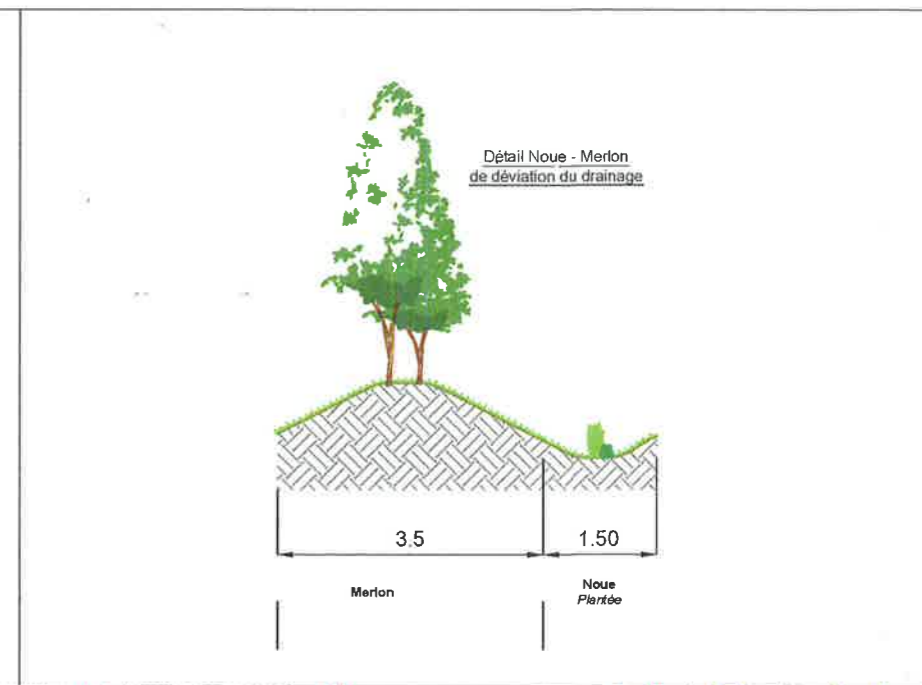 Détail Noue - Merlon
de déviation du drainage
3.5
1.50
Merlon
Noue
Plantée